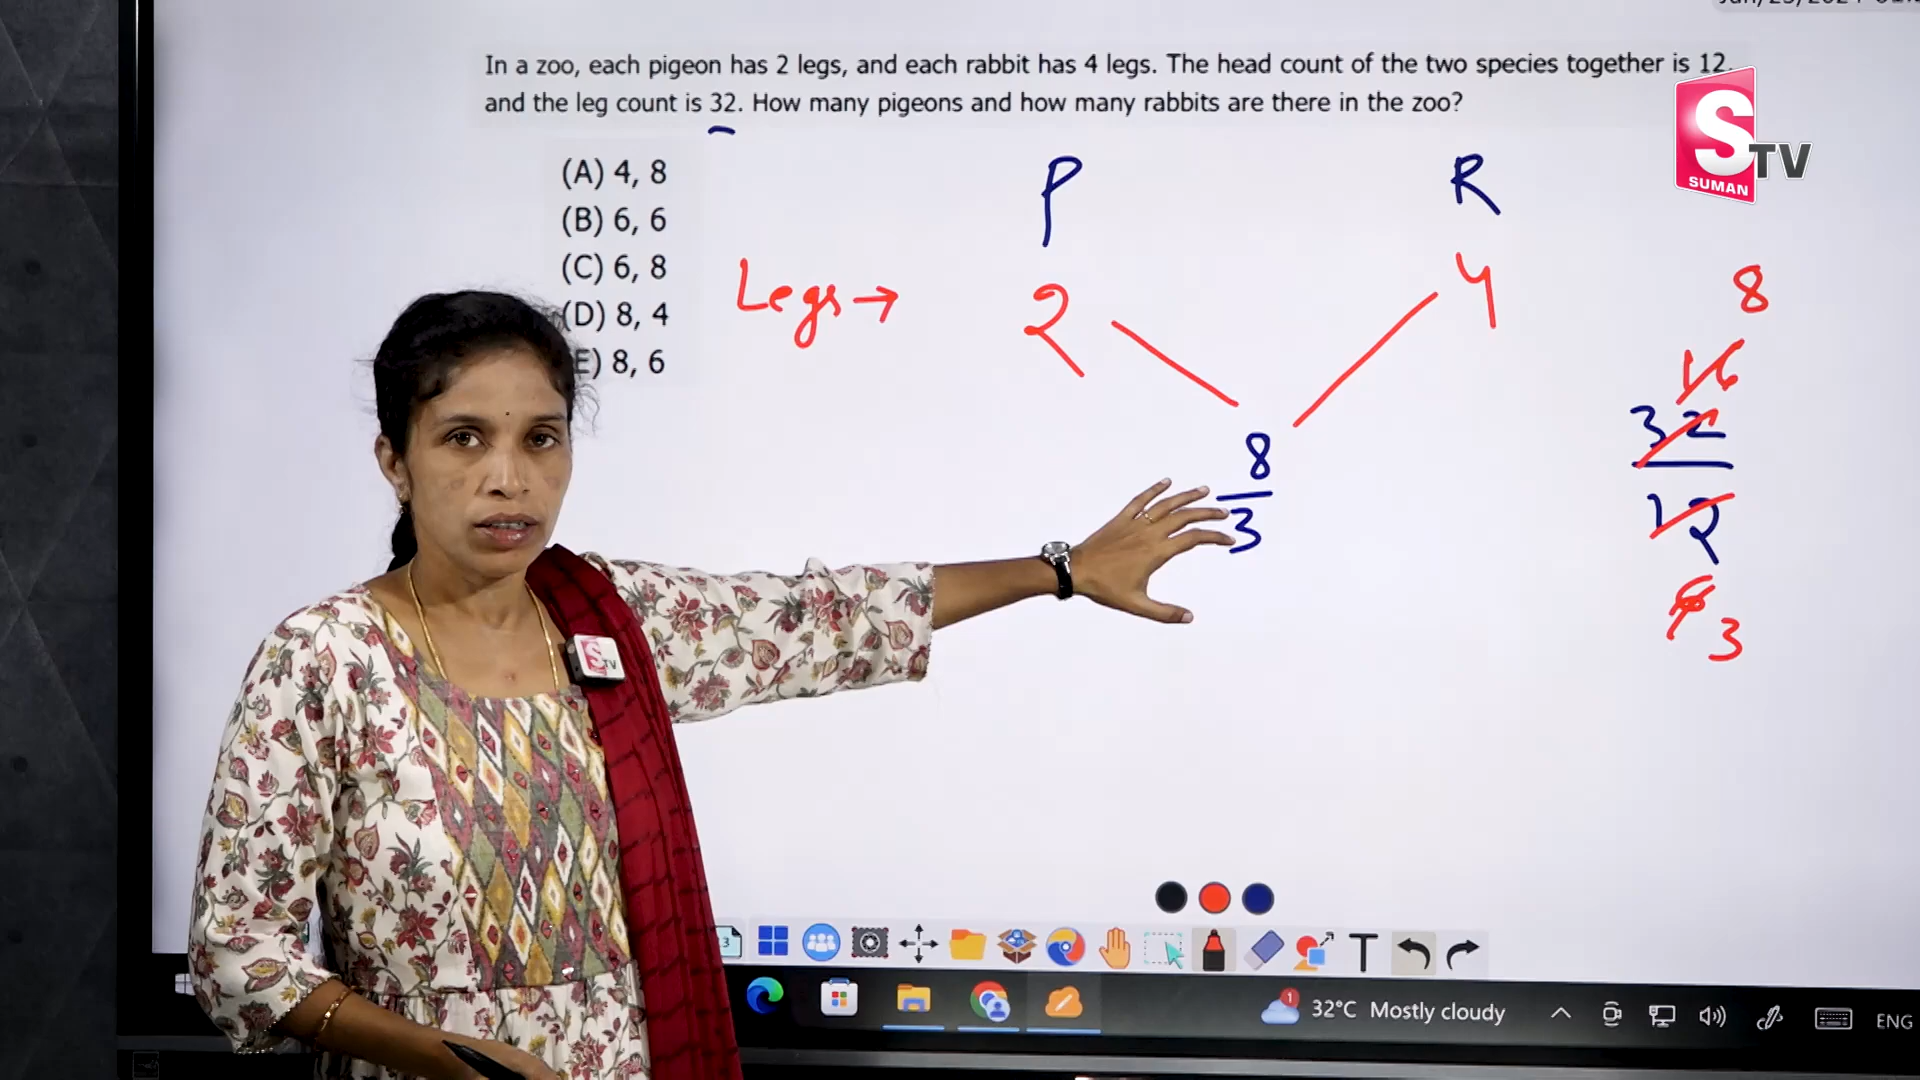 In a zoo, each pigeon has 2 legs, and each rabbit has 4 legs. The head count of the two species together is 12,
and the leg count is 32. How many pigeons and how many rabbits are there in the zoo?
S
TV
SUMAN
(A) 4, 8
(B) 6, 6
(C) 6, 8
(D) 8, 4
E) 8, 6
P
R
Legs →
2
4
8
3
8
16
32
12
3
S
TV
T
1
32°C Mostly cloudy
ENG